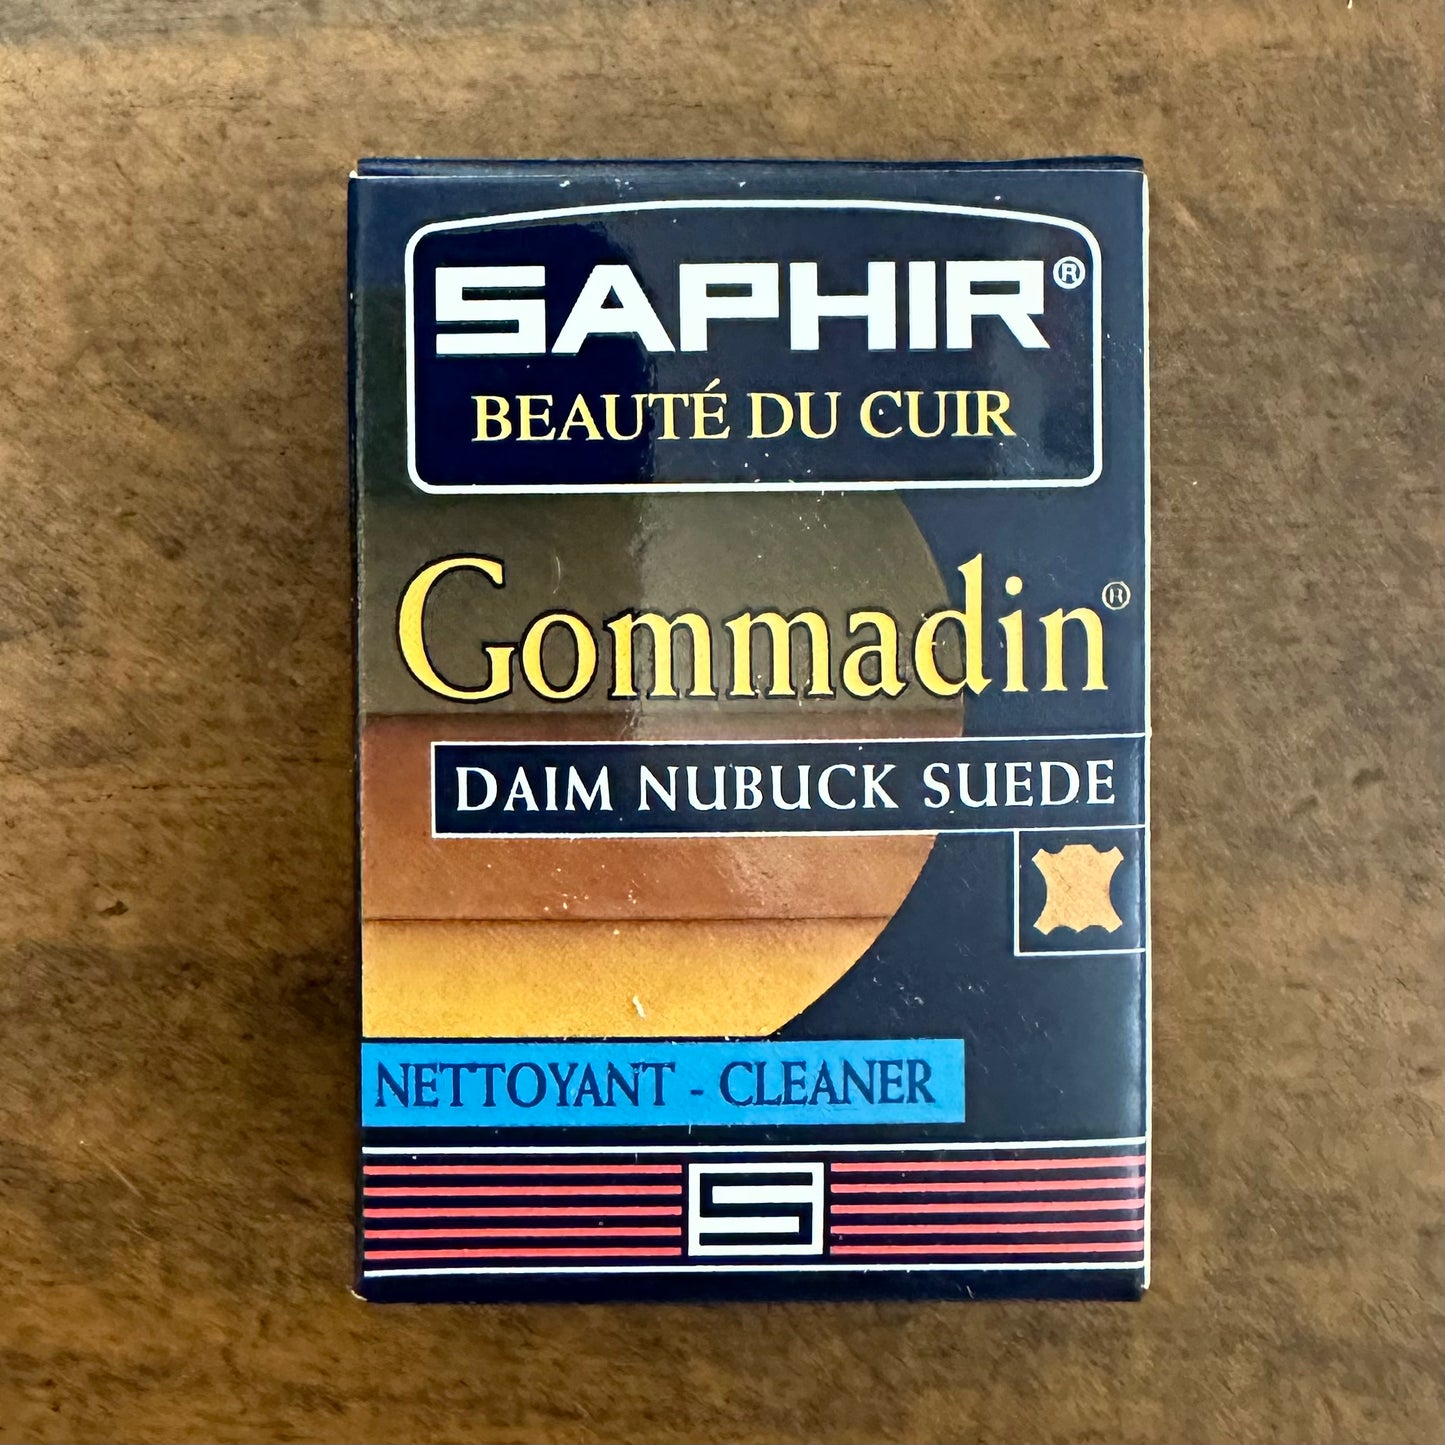 SAPHIR®
BEAUTÉ DU CUIR
Gommadin®
DAIM NUBUCK SUEDE
NETTOYANT - CLEANER
S